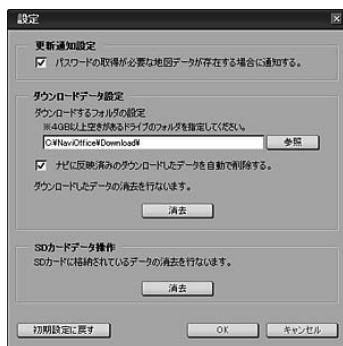 設定
更新通知設定
パスワードの取得が必要な地図データが存在する場合に通知する。
ダウンロードデータ設定
ダウンロードするフォルダの設定
※4GB以上空きがあるドライブのフォルダを指定してください。
C:¥NaviOffice¥Download¥
参照
ナビに反映済みのダウンロードしたデータを自動で削除する。
ダウンロードしたデータの消去を行ないます。
消去
SDカードデータ操作
SDカードに格納されているデータの消去を行ないます。
消去
初期設定に戻す
OK
キャンセル